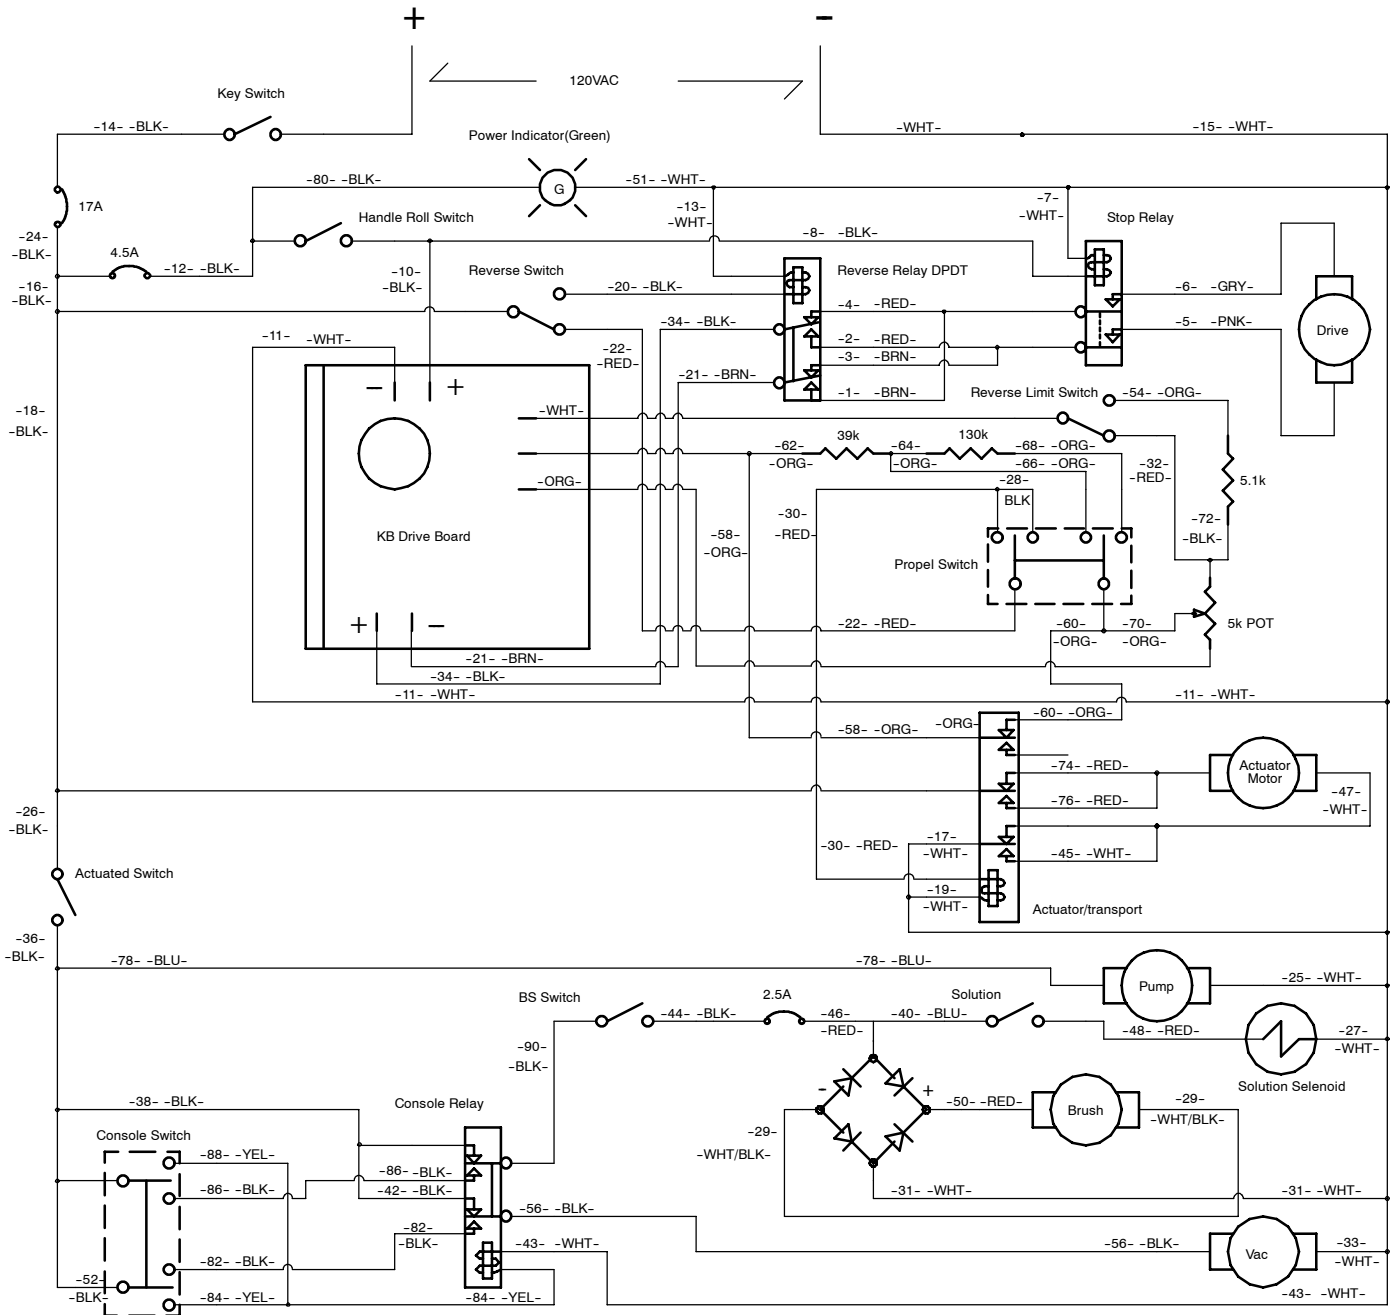 +
-
120VAC
Key Switch
-14- -BLK-
-WHT-
-15- -WHT-
Power Indicator(Green)
-80- -BLK-
G
-51- -WHT-
17A
-13-
-WHT-
-7-
-WHT-
Handle Roll Switch
Stop Relay
-24-
-BLK-
4.5A
-12- -BLK-
-8- -BLK-
-16-
-BLK-
-10-
-BLK-
Reverse Switch
-20- -BLK-
Reverse Relay DPDT
-6- -GRY-
-4- -RED-
-34- -BLK-
-5- -PNK-
Drive
-11- -WHT-
-22-
-RED-
-2- -RED-
-3- -BRN-
-21- -BRN-
-1- -BRN-
- +
Reverse Limit Switch
-54- -ORG-
-18-
-BLK-
-WHT-
39k
130k
-62-
-ORG-
-64-
-ORG-
-68- -ORG-
-66- -ORG-
-32-
-RED-
5.1k
-ORG-
-28-
BLK
-30-
-RED-
-72-
-BLK-
KB Drive Board
-58-
-ORG-
Propel Switch
+ -
-22- -RED-
-60-
-ORG-
-70-
-ORG-
5k POT
-21- -BRN-
-34- -BLK-
-11- -WHT-
-11- -WHT-
-60- -ORG-
-58- -ORG-
-ORG-
-74- -RED-
Actuator
Motor
-76- -RED-
-47-
-WHT-
-26-
-BLK-
-30- -RED-
-17-
-WHT-
-45- -WHT-
Actuated Switch
-19-
-WHT-
Actuator/transport
-36-
-BLK-
-78- -BLU-
-78- -BLU-
Pump
-25- -WHT-
BS Switch
2.5A
Solution
-44- -BLK-
-46-
-RED-
-40- -BLU-
-48- -RED-
-27-
-WHT-
-90-
-BLK-
Solution Selenoid
- +
-38- -BLK-
Console Relay
-50- -RED-
Brush
-29-
-WHT/BLK-
Console Switch
-29-
-WHT/BLK-
-88- -YEL-
-86- -BLK-
-86- -BLK-
-42- -BLK-
-31- -WHT-
-31- -WHT-
-56- -BLK-
-82-
-BLK-
-43- -WHT-
-56- -BLK-
Vac
-33-
-WHT-
-82- -BLK-
-52-
-BLK-
-84- -YEL-
-84- -YEL-
-43- -WHT-